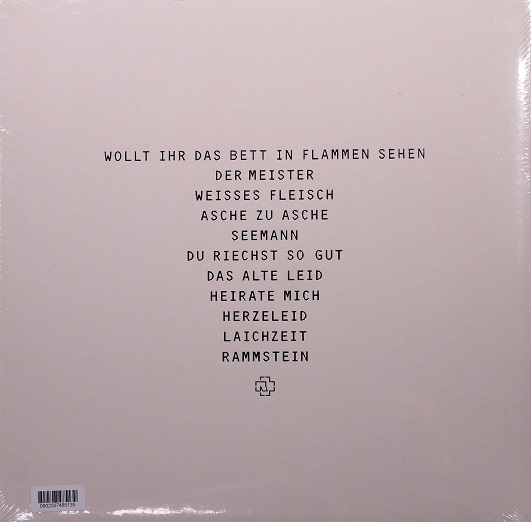 WOLLT IHR DAS BETT IN FLAMMEN SEHEN
DER MEISTER
WEISSES FLEISCH
ASCHE ZU ASCHE
SEEMANN
DU RIECHST SO GUT
DAS ALTE LEID
HEIRATE MICH
HERZELEID
LAICHZEIT
RAMMSTEIN